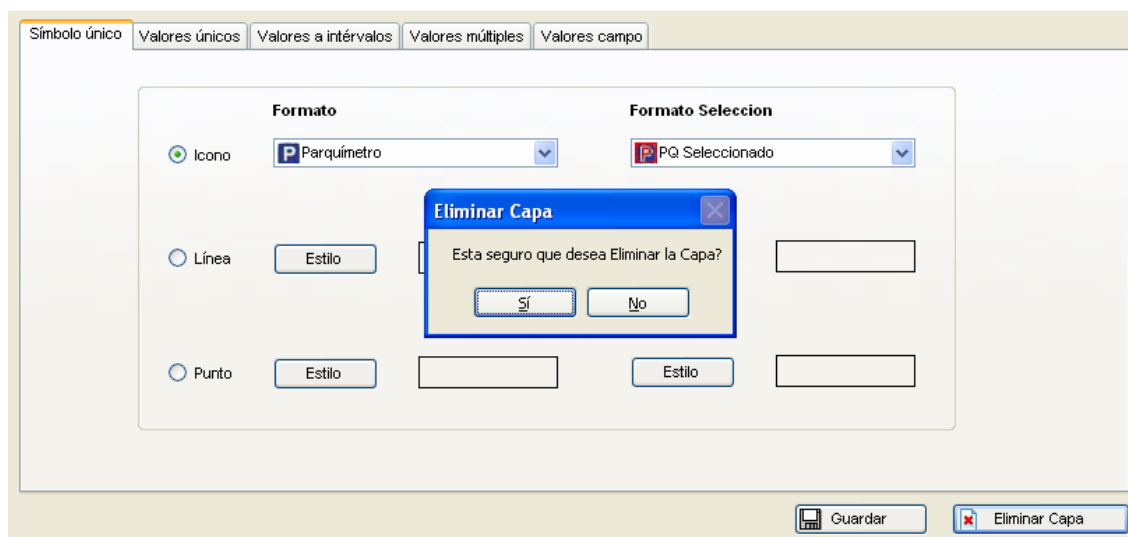 Símbolo único
Valores únicos
Valores a intérvalos
Valores múltiples
Valores campo
Formato
Formato Seleccion
Icono
P Parquímetro
P PQ Seleccionado
Eliminar Capa
Esta seguro que desea Eliminar la Capa?
Sí
No
Línea
Estilo
Punto
Estilo
Estilo
Guardar
Eliminar Capa